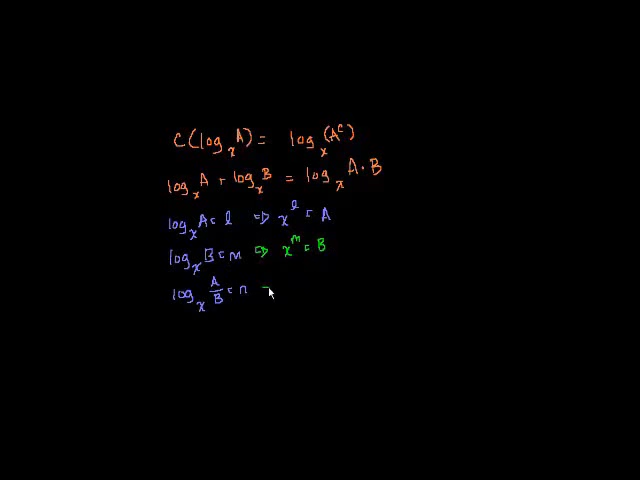 C(log_x A) = log_x (A^c)
log_x A + log_x B = log_x A · B
log_x A = l ⇒ x^l = A
log_x B = m ⇒ x^m = B
log_x A/B = n –